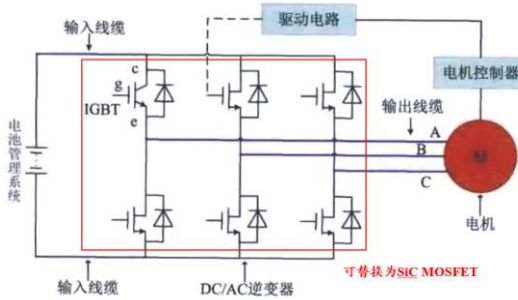 输入线缆
驱动电路
电机控制器
c
g
IGBT
e
输出线缆
A
B
C
M
电池管理系统
电机
可替换为SiC MOSFET
输入线缆
DC/AC逆变器